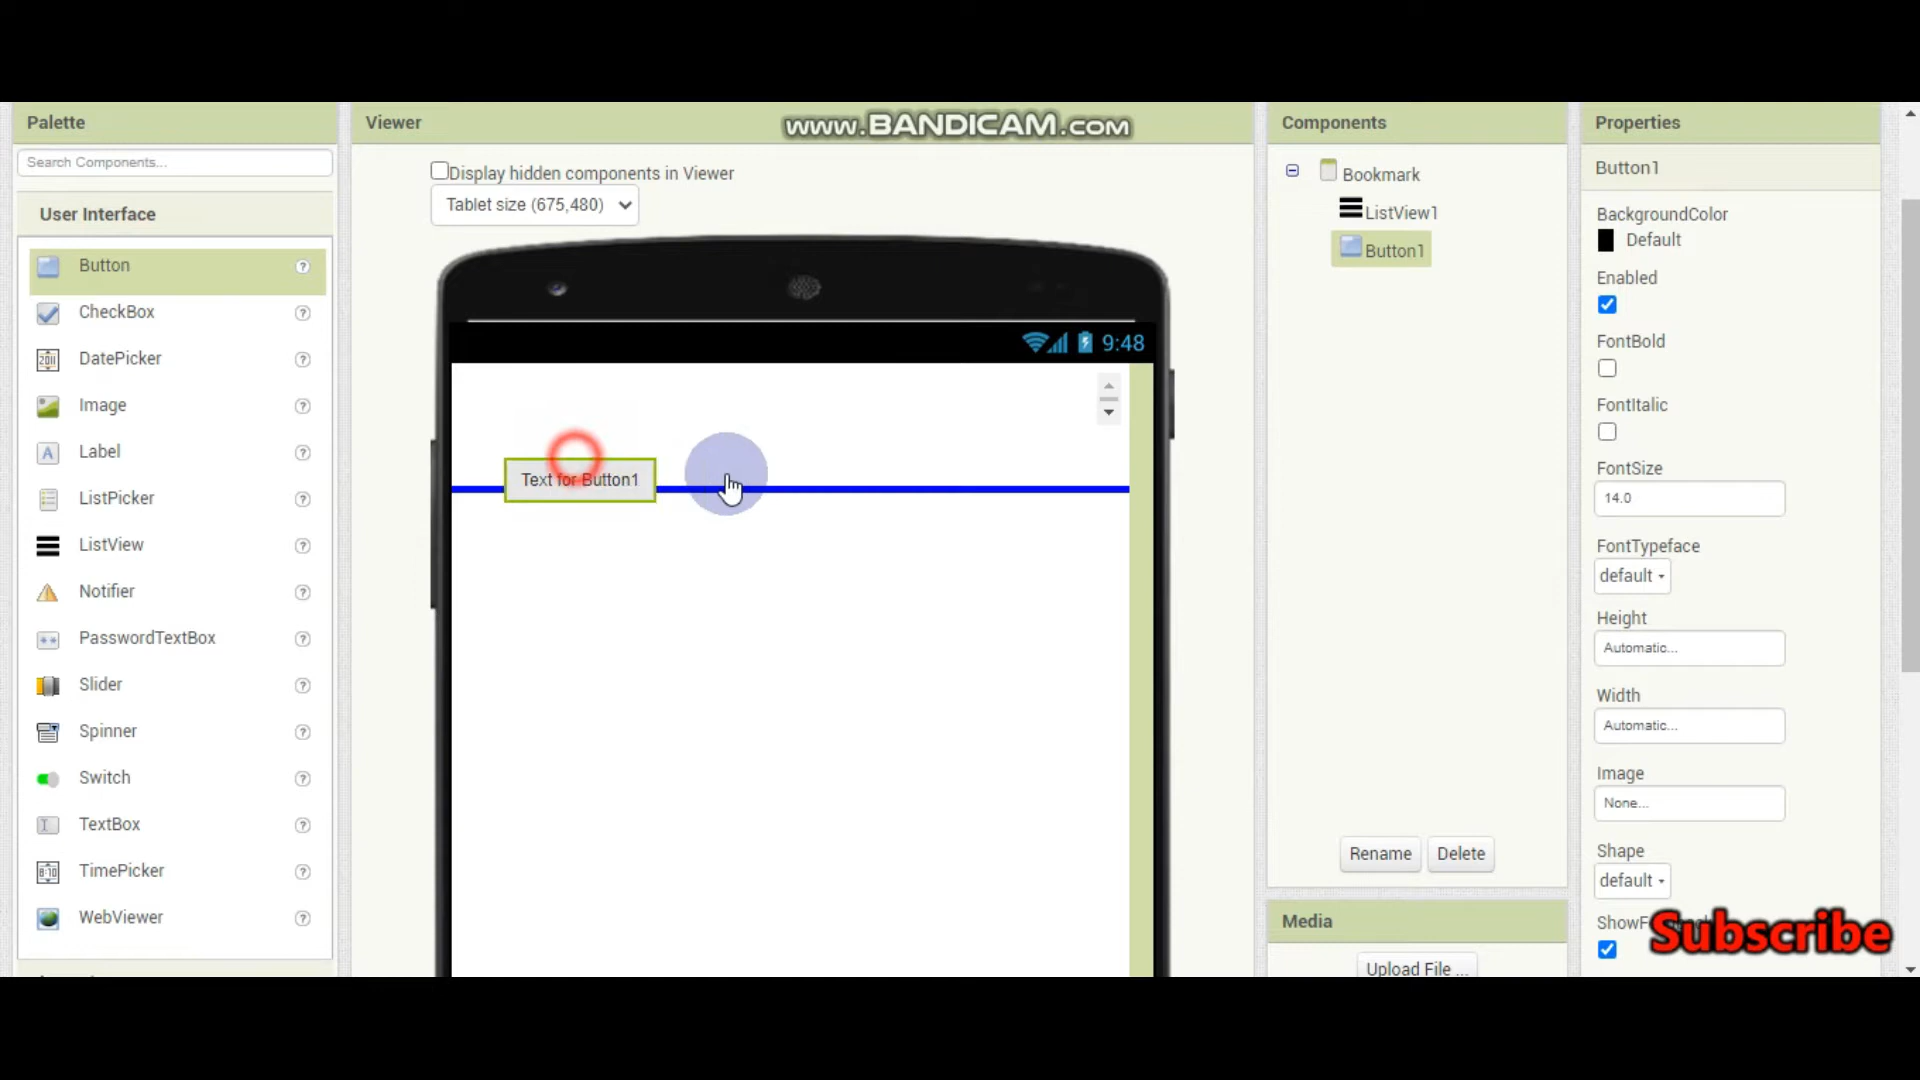 Palette
Search Components...
User Interface
Button
CheckBox
DatePicker
Image
Label
ListPicker
ListView
Notifier
PasswordTextBox
Slider
Spinner
Switch
TextBox
TimePicker
WebViewer
Viewer
www.BANDICAM.com
Display hidden components in Viewer
Tablet size (675,480)
9:48
Text for Button1
Components
Bookmark
ListView1
Button1
Rename
Delete
Media
Upload File ...
Properties
Button1
BackgroundColor
Default
Enabled
FontBold
FontItalic
FontSize
14.0
FontTypeface
default
Height
Automatic...
Width
Automatic...
Image
None...
Shape
default
Subscribe